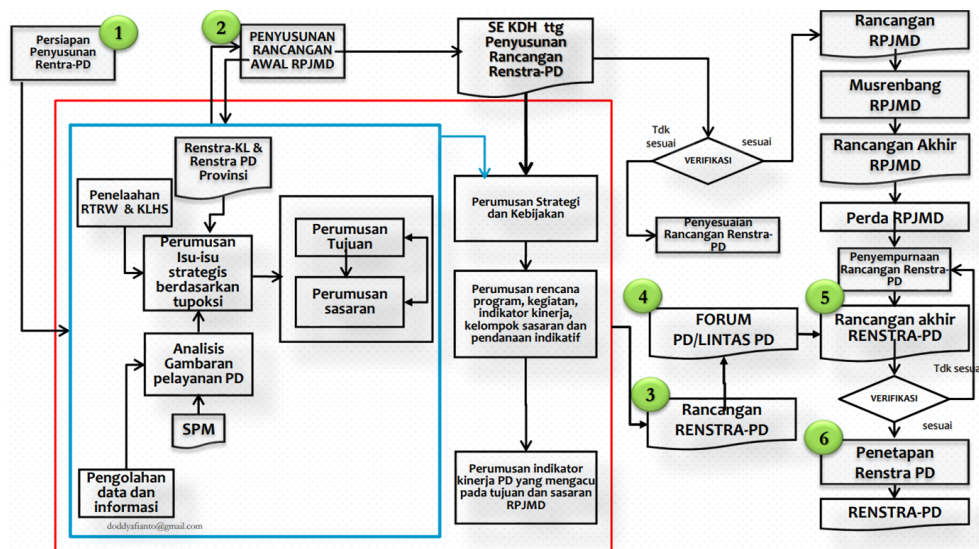 1
Persiapan
Penyusunan
Rentra-PD
2
PENYUSUNAN
RANCANGAN
AWAL RPJMD
SE KDH ttg
Penyusunan
Rancangan
Renstra-PD
Rancangan
RPJMD
Musrenbang
RPJMD
Rancangan Akhir
RPJMD
Perda RPJMD
Tdk
sesuai
sesuai
VERIFIKASI
Penyesuaian
Rancangan Renstra-
PD
Renstra-KL &
Renstra PD
Provinsi
Penelaahan
RTRW & KLHS
Perumusan
Isu-isu
strategis
berdasarkan
tupoksi
Perumusan
Tujuan
Perumusan
sasaran
Analisis
Gambaran
pelayanan PD
SPM
Pengolahan
data dan
informasi
doddyafianto@gmail.com
Perumusan Strategi
dan Kebijakan
Perumusan rencana
program, kegiatan,
indikator kinerja,
kelompok sasaran dan
pendanaan indikatif
Perumusan indikator
kinerja PD yang mengacu
pada tujuan dan sasaran
RPJMD
3
Rancangan
RENSTRA-PD
4
FORUM
PD/LINTAS PD
Penyempurnaan
Rancangan Renstra-
PD
5
Rancangan akhir
RENSTRA-PD
Tdk sesua
VERIFIKASI
sesuai
6
Penetapan
Renstra PD
RENSTRA-PD